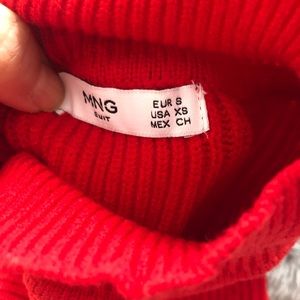 MNG
SUIT
EUR S
USA XS
MEX CH